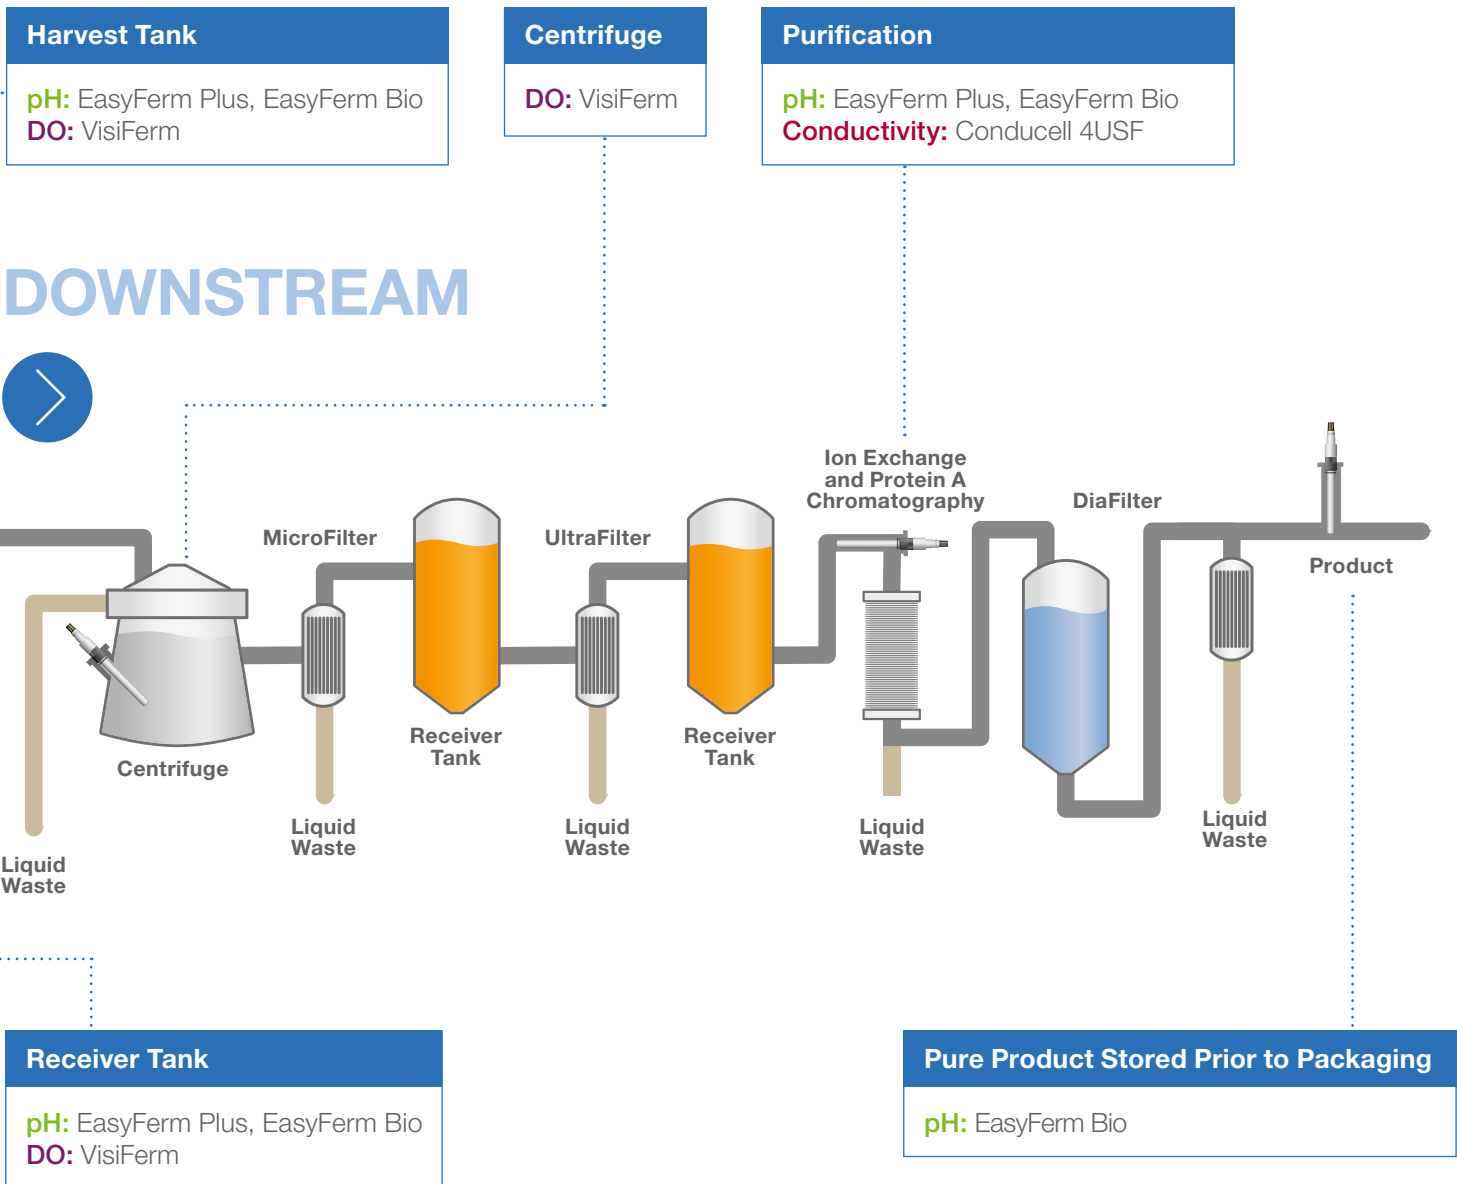 Harvest Tank
pH: EasyFerm Plus, EasyFerm Bio
DO: VisiFerm
Centrifuge
DO: VisiFerm
Purification
pH: EasyFerm Plus, EasyFerm Bio
Conductivity: Conducell 4USF
DOWNSTREAM
Ion Exchange
and Protein A
Chromatography
DiaFilter
MicroFilter
UltraFilter
Product
Receiver
Tank
Receiver
Tank
Centrifuge
Liquid
Waste
Liquid
Waste
Liquid
Waste
Liquid
Waste
Liquid
Waste
Receiver Tank
pH: EasyFerm Plus, EasyFerm Bio
DO: VisiFerm
Pure Product Stored Prior to Packaging
pH: EasyFerm Bio